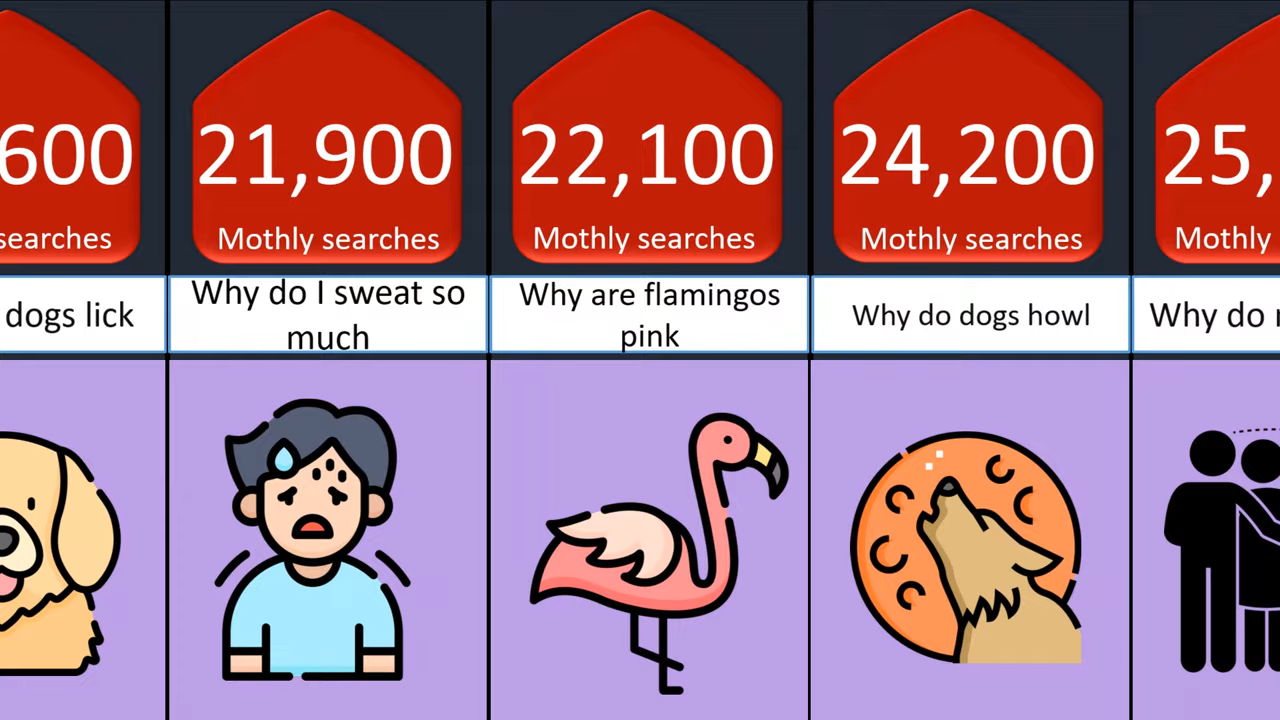 600
searches
dogs lick
21,900
Mothly searches
Why do I sweat so
much
22,100
Mothly searches
Why are flamingos
pink
24,200
Mothly searches
Why do dogs howl
25,
Mothly
Why do